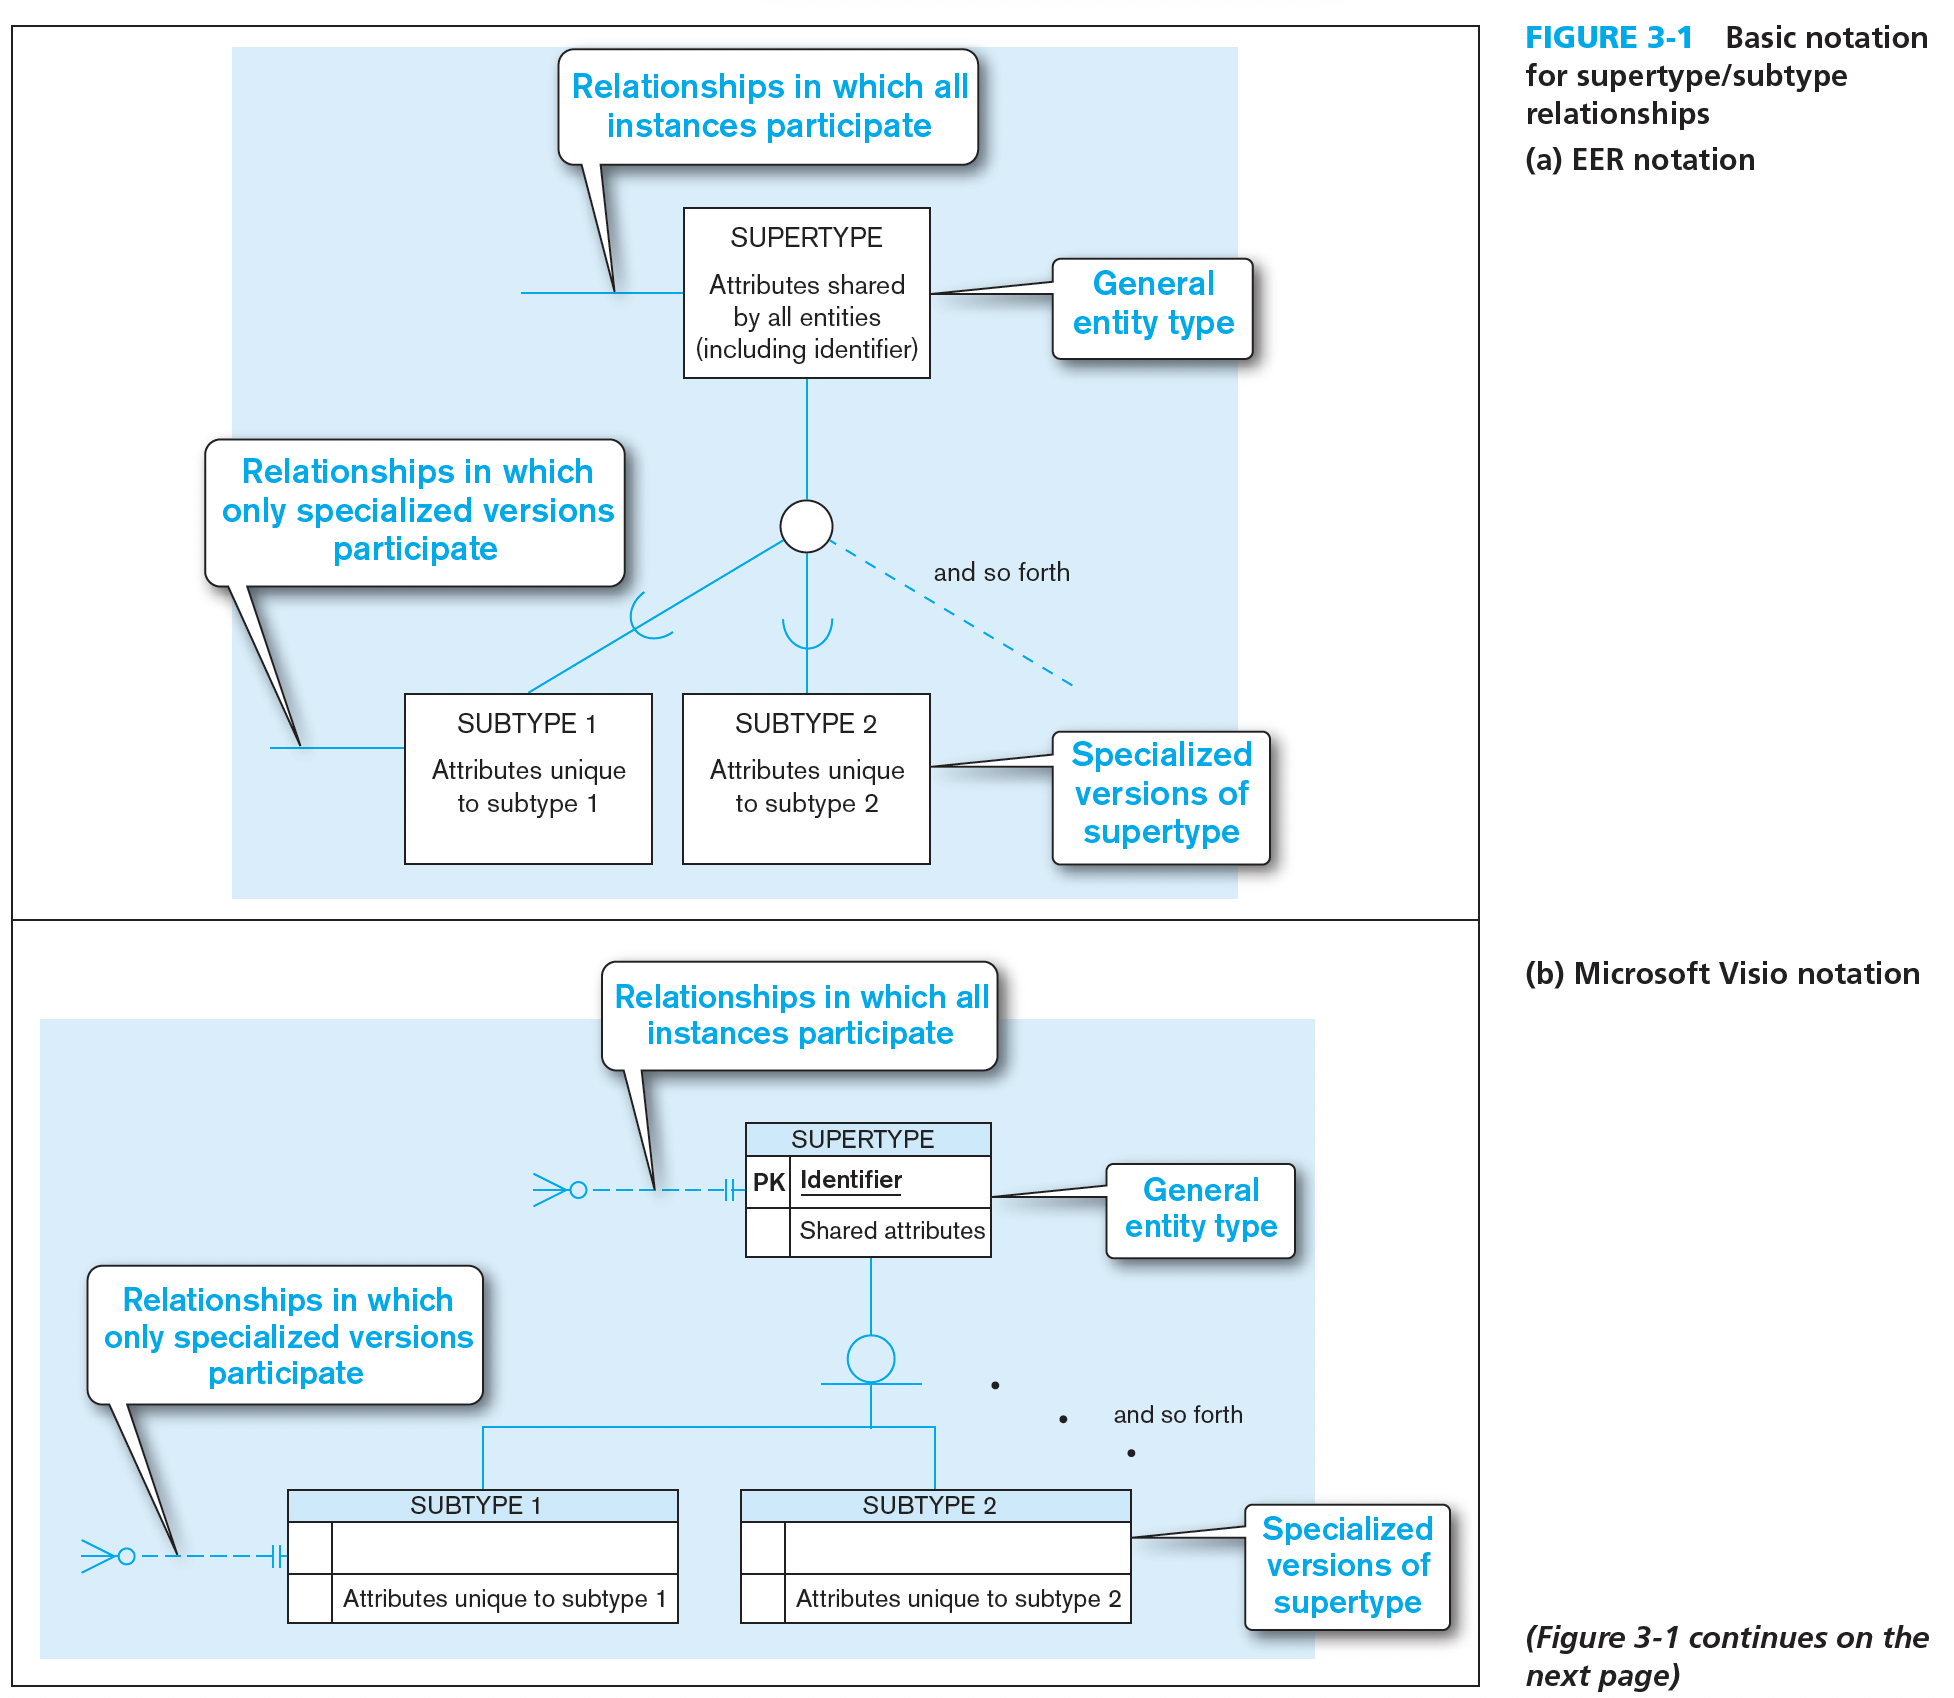 FIGURE 3-1 Basic notation
for supertype/subtype
relationships
(a) EER notation
Relationships in which all
instances participate
SUPERTYPE
Attributes shared
by all entities
(including identifier)
General
entity type
Relationships in which
only specialized versions
participate
and so forth
SUBTYPE 1
Attributes unique
to subtype 1
SUBTYPE 2
Attributes unique
to subtype 2
Specialized
versions of
supertype
(b) Microsoft Visio notation
Relationships in which all
instances participate
SUPERTYPE
PK Identifier
Shared attributes
General
entity type
Relationships in which
only specialized versions
participate
and so forth
SUBTYPE 1
Attributes unique to subtype 1
SUBTYPE 2
Attributes unique to subtype 2
Specialized
versions of
supertype
(Figure 3-1 continues on the
next page)